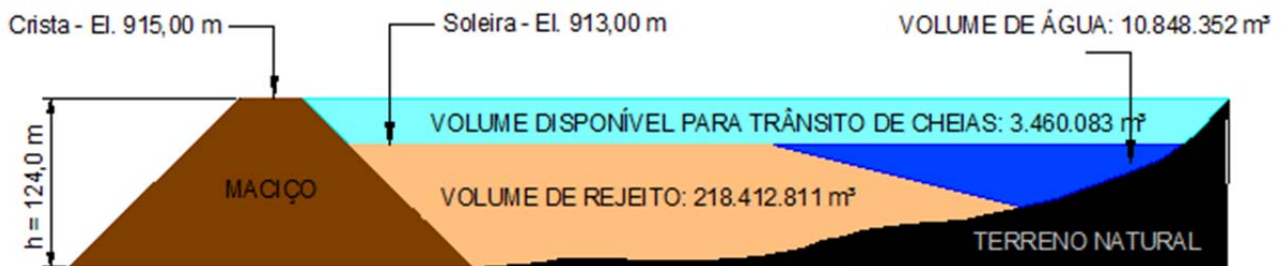 Crista - El. 915,00 m
Soleira - El. 913,00 m
VOLUME DE ÁGUA: 10.848.352 m³
VOLUME DISPONÍVEL PARA TRÂNSITO DE CHEIAS: 3.460.083 m³
h = 124,0 m
MACIÇO
VOLUME DE REJEITO: 218.412.811 m³
TERRENO NATURAL